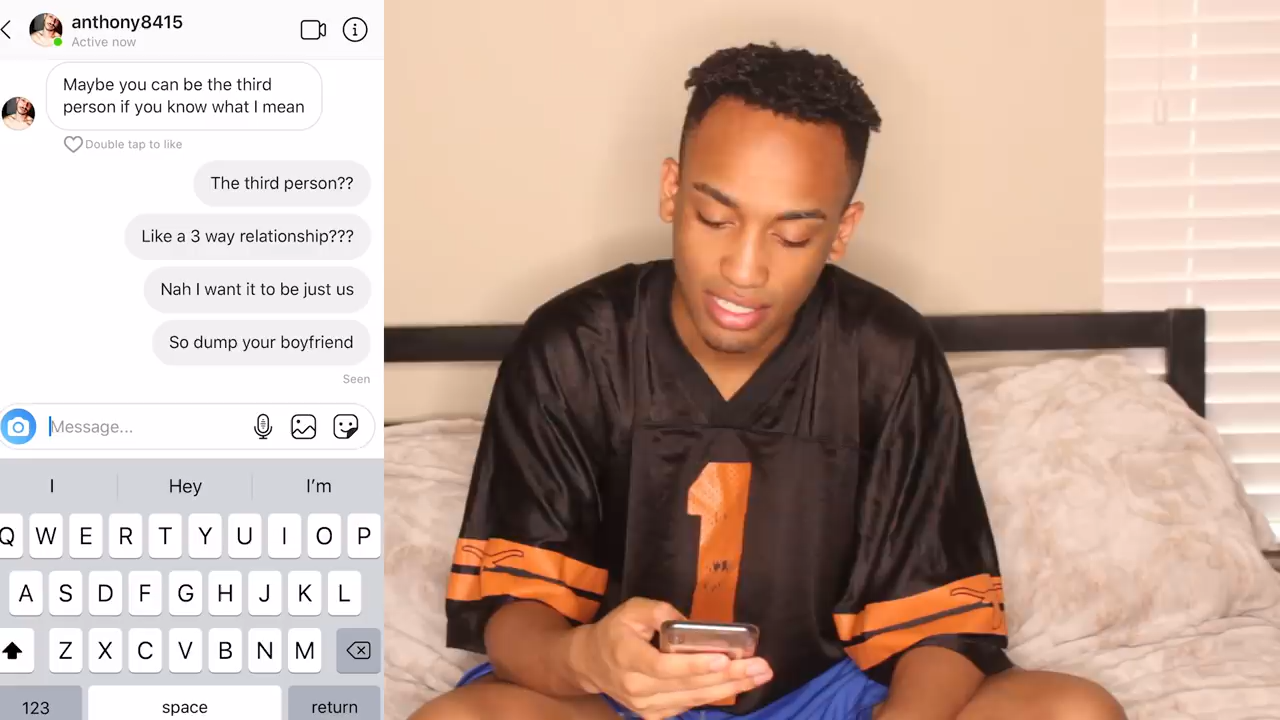 anthony8415
Active now
Maybe you can be the third
person if you know what I mean
Double tap to like
The third person??
Like a 3 way relationship???
Nah I want it to be just us
So dump your boyfriend
Seen
Message...
I Hey I'm
Q W E R T Y U I O P
A S D F G H J K L
Z X C V B N M
123 space return
1